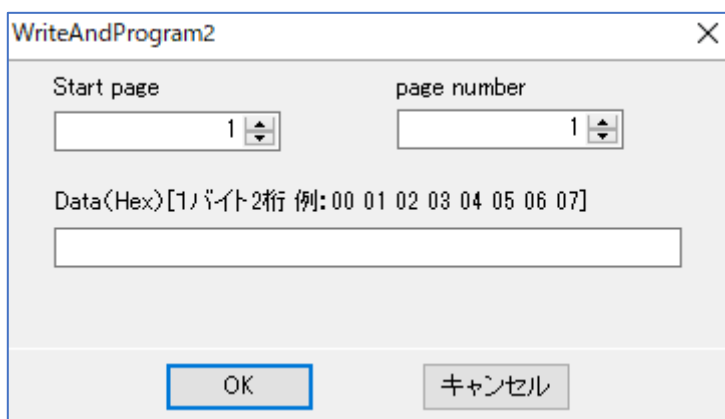 WriteAndProgram2
Start page
page number
1
1
Data(Hex)[1バイト2桁 例:00 01 02 03 04 05 06 07]
OK
キャンセル